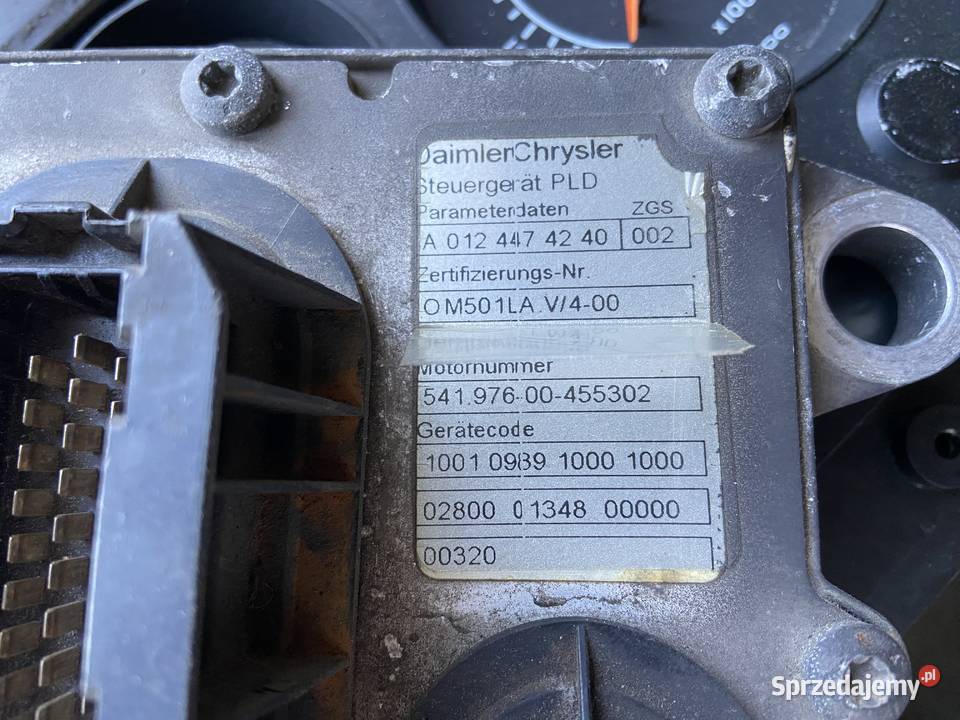 DaimlerChrysler
Steuergerät PLD
Parameterdaten ZGS
A 012 447 42 40 002
Zertifizierungs-Nr.
OM501LA.V/4-00
Motornummer
541.976-00-455302
Gerätecode
1001 0989 1000 1000
02800 01348 00000
00320
Sprzedajemy.pl